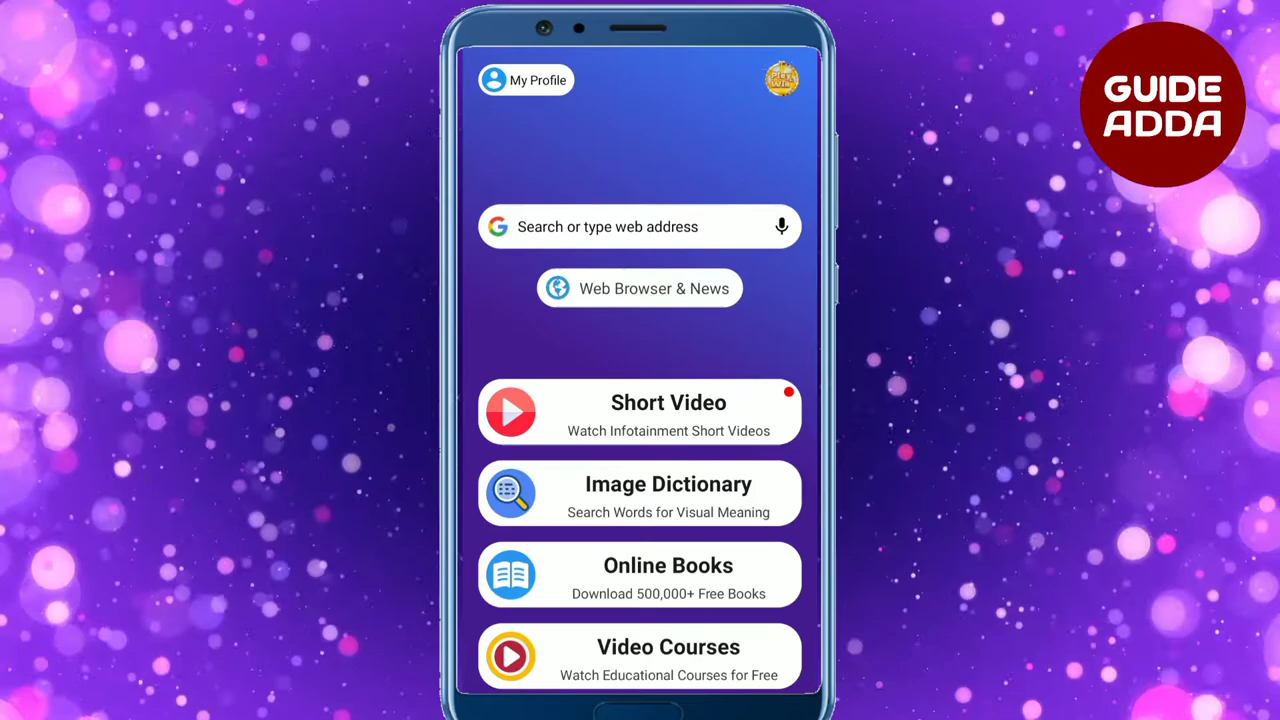 My Profile
Play & Win
GUIDE
ADDA
Search or type web address
Web Browser & News
Short Video
Watch Infotainment Short Videos
Image Dictionary
Search Words for Visual Meaning
Online Books
Download 500,000+ Free Books
Video Courses
Watch Educational Courses for Free